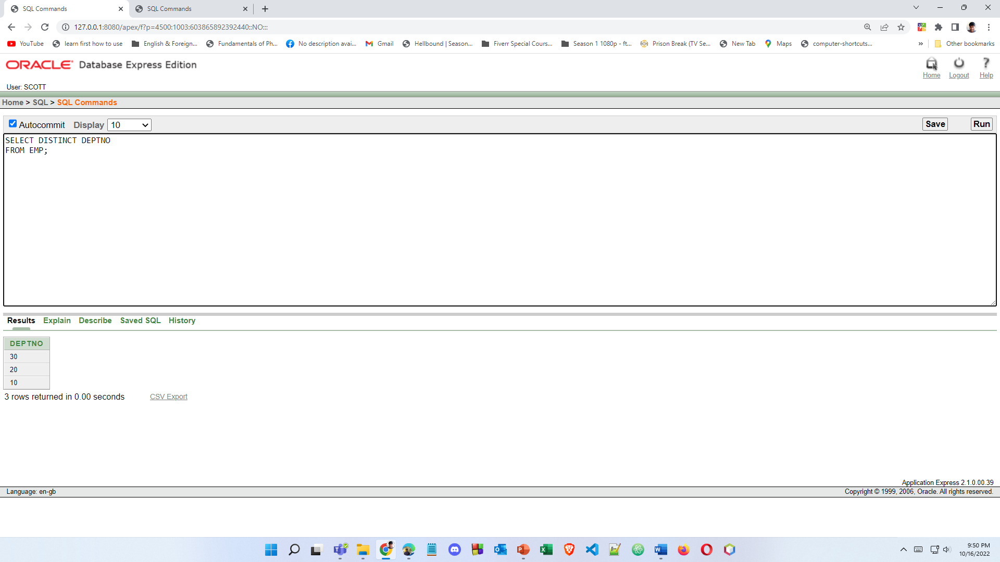 SQL Commands
SQL Commands
127.0.0.1:8080/apex/f?p=4500:1003:603865892392440::NO:::
YouTube
learn first how to use
English & Foreign...
Fundamentals of Ph...
No description avai...
Gmail
Hellbound | Season...
Fiverr Special Cours...
Season 1 1080p - ft...
Prison Break (TV Se...
New Tab
Maps
computer-shortcuts...
»
Other bookmarks
ORACLE Database Express Edition
Home
Logout
Help
User: SCOTT
Home > SQL > SQL Commands
Autocommit Display 10
Save
Run
SELECT DISTINCT DEPTNO
FROM EMP;
Results Explain Describe Saved SQL History
DEPTNO
30
20
10
3 rows returned in 0.00 seconds
CSV Export
Application Express 2.1.0.00.39
Language: en-gb
Copyright © 1999, 2006, Oracle. All rights reserved.
9:50 PM
10/16/2022